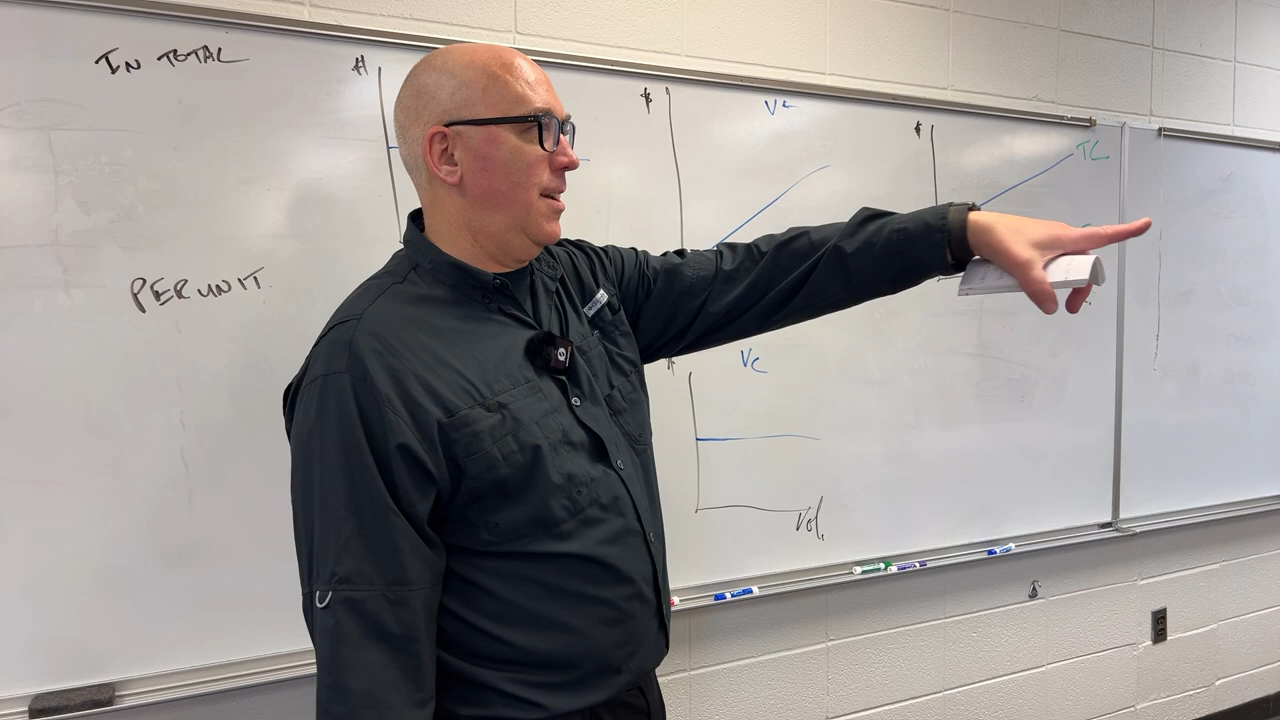 IN TOTAL
$
$
VC
$
TC
PER UNIT
VC
Vol.